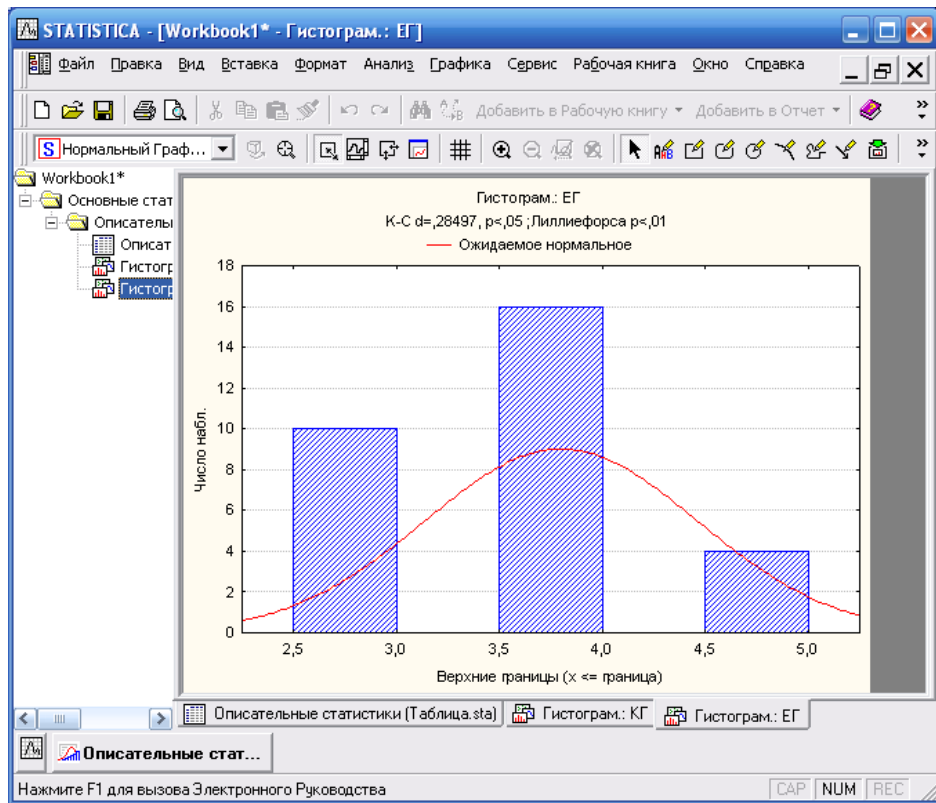 STATISTICA - [Workbook1* - Гистограм.: ЕГ]
Файл Правка Вид Вставка Формат Анализ Графика Сервис Рабочая книга Окно Справка
Добавить в Рабочую книгу Добавить в Отчет
Нормальный Граф...
Workbook1*
Основные стат
Описателы
Описат
Гистогр
Гистогр
Гистограм.: ЕГ
К-С d=,28497, p<,05 ;Лиллиефорса p<,01
Ожидаемое нормальное
18
16
14
12
10
8
6
4
2
0
Число набл.
2,5 3,0 3,5 4,0 4,5 5,0
Верхние границы (x <= граница)
Описательные статистики (Таблица.sta) Гистограм.: КГ Гистограм.: ЕГ
Описательные стат...
Нажмите F1 для вызова Электронного Руководства CAP NUM REC